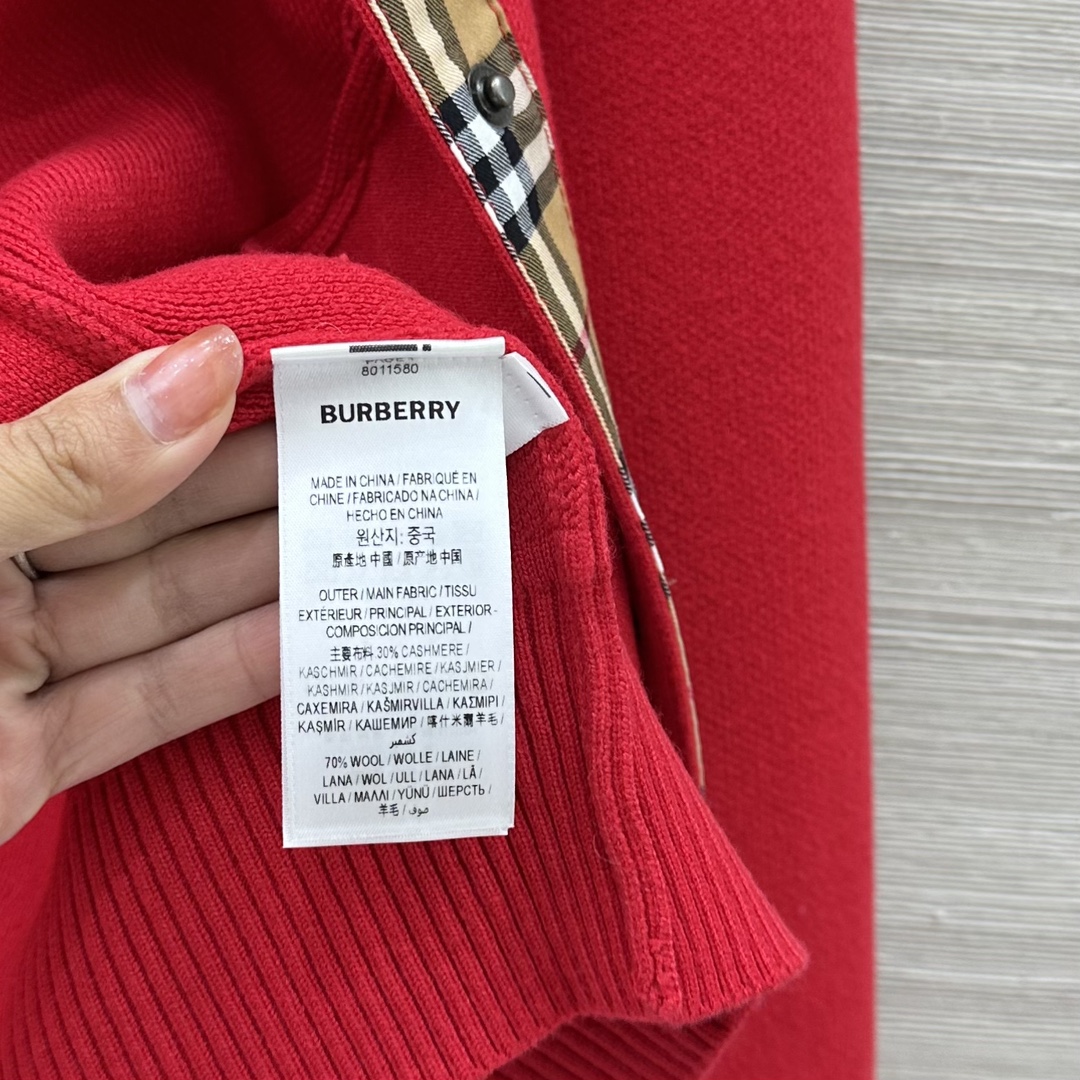 8011580
BURBERRY
MADE IN CHINA / FABRIQUÉ EN
CHINE / FABRICADO NA CHINA /
HECHO EN CHINA
원산지: 중국
原產地 中國 / 原产地 中国
OUTER / MAIN FABRIC / TISSU
EXTÉRIEUR / PRINCIPAL / EXTERIOR -
COMPOSICION PRINCIPAL /
主要布料 30% CASHMERE /
KASCHMIR / CACHEMIRE / KASJMIER /
KASHMIR / KASJMIR / CACHEMIRA /
CAXEMIRA / KAŠMIRVILLA / ΚΑΣΜΙΡΙ /
KAŞMİR / КАШЕМИР / 喀什米爾羊毛 /
كشمير
70% WOOL / WOLLE / LAINE /
LANA / WOL / ULL / LANA / LÃ /
VILLA / ΜΑΛΛΙ / YÜNÜ / ШЕРСТЬ /
羊毛 / صوف